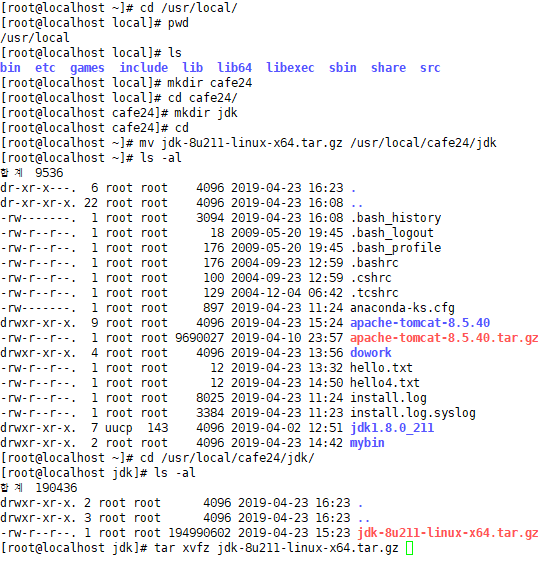 [root@localhost ~]# cd /usr/local/
[root@localhost local]# pwd
/usr/local
[root@localhost local]# ls
bin  etc  games  include  lib  lib64  libexec  sbin  share  src
[root@localhost local]# mkdir cafe24
[root@localhost local]# cd cafe24/
[root@localhost cafe24]# mkdir jdk
[root@localhost cafe24]# cd
[root@localhost ~]# mv jdk-8u211-linux-x64.tar.gz /usr/local/cafe24/jdk
[root@localhost ~]# ls -al
합계 9536
dr-xr-x---.  6 root root    4096 2019-04-23 16:23 .
dr-xr-xr-x. 22 root root    4096 2019-04-23 16:08 ..
-rw-------.  1 root root    3094 2019-04-23 16:08 .bash_history
-rw-r--r--.  1 root root      18 2009-05-20 19:45 .bash_logout
-rw-r--r--.  1 root root     176 2009-05-20 19:45 .bash_profile
-rw-r--r--.  1 root root     176 2004-09-23 12:59 .bashrc
-rw-r--r--.  1 root root     100 2004-09-23 12:59 .cshrc
-rw-r--r--.  1 root root     129 2004-12-04 06:42 .tcshrc
-rw-------.  1 root root     897 2019-04-23 11:24 anaconda-ks.cfg
drwxr-xr-x.  9 root root    4096 2019-04-23 15:24 apache-tomcat-8.5.40
-rw-r--r--.  1 root root 9690027 2019-04-10 23:57 apache-tomcat-8.5.40.tar.gz
drwxr-xr-x.  4 root root    4096 2019-04-23 13:56 dowork
-rw-r--r--.  1 root root      12 2019-04-23 13:32 hello.txt
-rw-r--r--.  1 root root      12 2019-04-23 14:50 hello4.txt
-rw-r--r--.  1 root root    8025 2019-04-23 11:24 install.log
-rw-r--r--.  1 root root    3384 2019-04-23 11:23 install.log.syslog
drwxr-xr-x.  7 uucp  143    4096 2019-04-02 12:51 jdk1.8.0_211
drwxr-xr-x.  2 root root    4096 2019-04-23 14:42 mybin
[root@localhost ~]# cd /usr/local/cafe24/jdk/
[root@localhost jdk]# ls -al
합계 190436
drwxr-xr-x. 2 root root      4096 2019-04-23 16:23 .
drwxr-xr-x. 3 root root      4096 2019-04-23 16:23 ..
-rw-r--r--. 1 root root 194990602 2019-04-23 15:23 jdk-8u211-linux-x64.tar.gz
[root@localhost jdk]# tar xvfz jdk-8u211-linux-x64.tar.gz